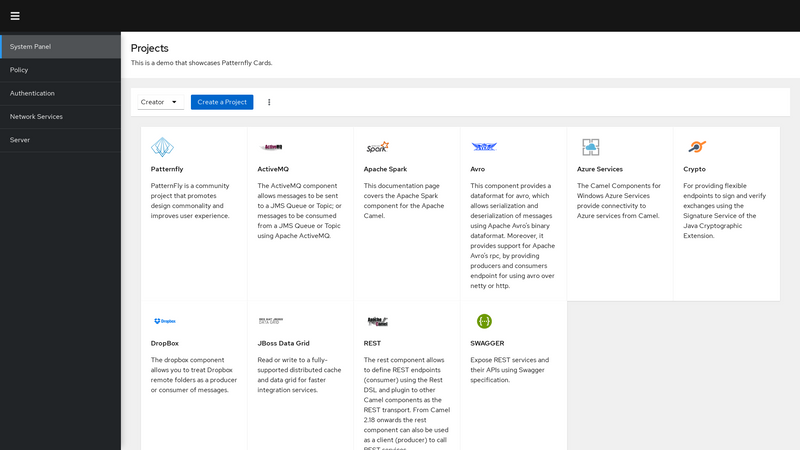 System Panel
Policy
Authentication
Network Services
Server
Projects
This is a demo that showcases Patternfly Cards.
Creator
Create a Project
Patternfly
PatternFly is a community
project that promotes
design commonality and
improves user experience.
ActiveMQ
ActiveMQ
The ActiveMQ component
allows messages to be sent
to a JMS Queue or Topic; or
messages to be consumed
from a JMS Queue or Topic
using Apache ActiveMQ.
Spark
Apache Spark
This documentation page
covers the Apache Spark
component for the Apache
Camel.
Avro
This component provides a
dataformat for avro, which
allows serialization and
deserialization of messages
using Apache Avro's binary
dataformat. Moreover, it
provides support for Apache
Avro's rpc, by providing
producers and consumers
endpoint for using avro over
netty or http.
Azure Services
The Camel Components for
Windows Azure Services
provide connectivity to
Azure services from Camel.
Crypto
For providing flexible
endpoints to sign and verify
exchanges using the
Signature Service of the
Java Cryptographic
Extension.
Dropbox
DropBox
The dropbox component
allows you to treat Dropbox
remote folders as a producer
or consumer of messages.
DATA GRID
JBoss Data Grid
Read or write to a fully-
supported distributed cache
and data grid for faster
integration services.
Apache
Camel
REST
The rest component allows
to define REST endpoints
(consumer) using the Rest
DSL and plugin to other
Camel components as the
REST transport. From Camel
2.18 onwards the rest
component can also be used
as a client (producer) to call
REST services.
SWAGGER
Expose REST services and
their APIs using Swagger
specification.